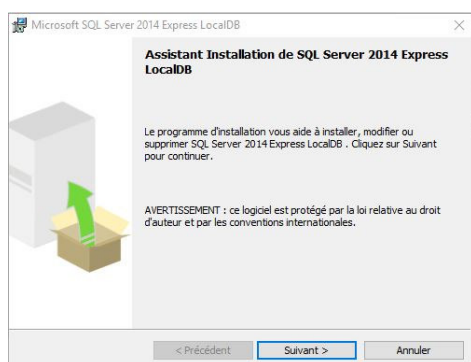 Microsoft SQL Server 2014 Express LocalDB
Assistant Installation de SQL Server 2014 Express
LocalDB
Le programme d'installation vous aide à installer, modifier ou
supprimer SQL Server 2014 Express LocalDB . Cliquez sur Suivant
pour continuer.
AVERTISSEMENT : ce logiciel est protégé par la loi relative au droit
d'auteur et par les conventions internationales.
< Précédent
Suivant >
Annuler